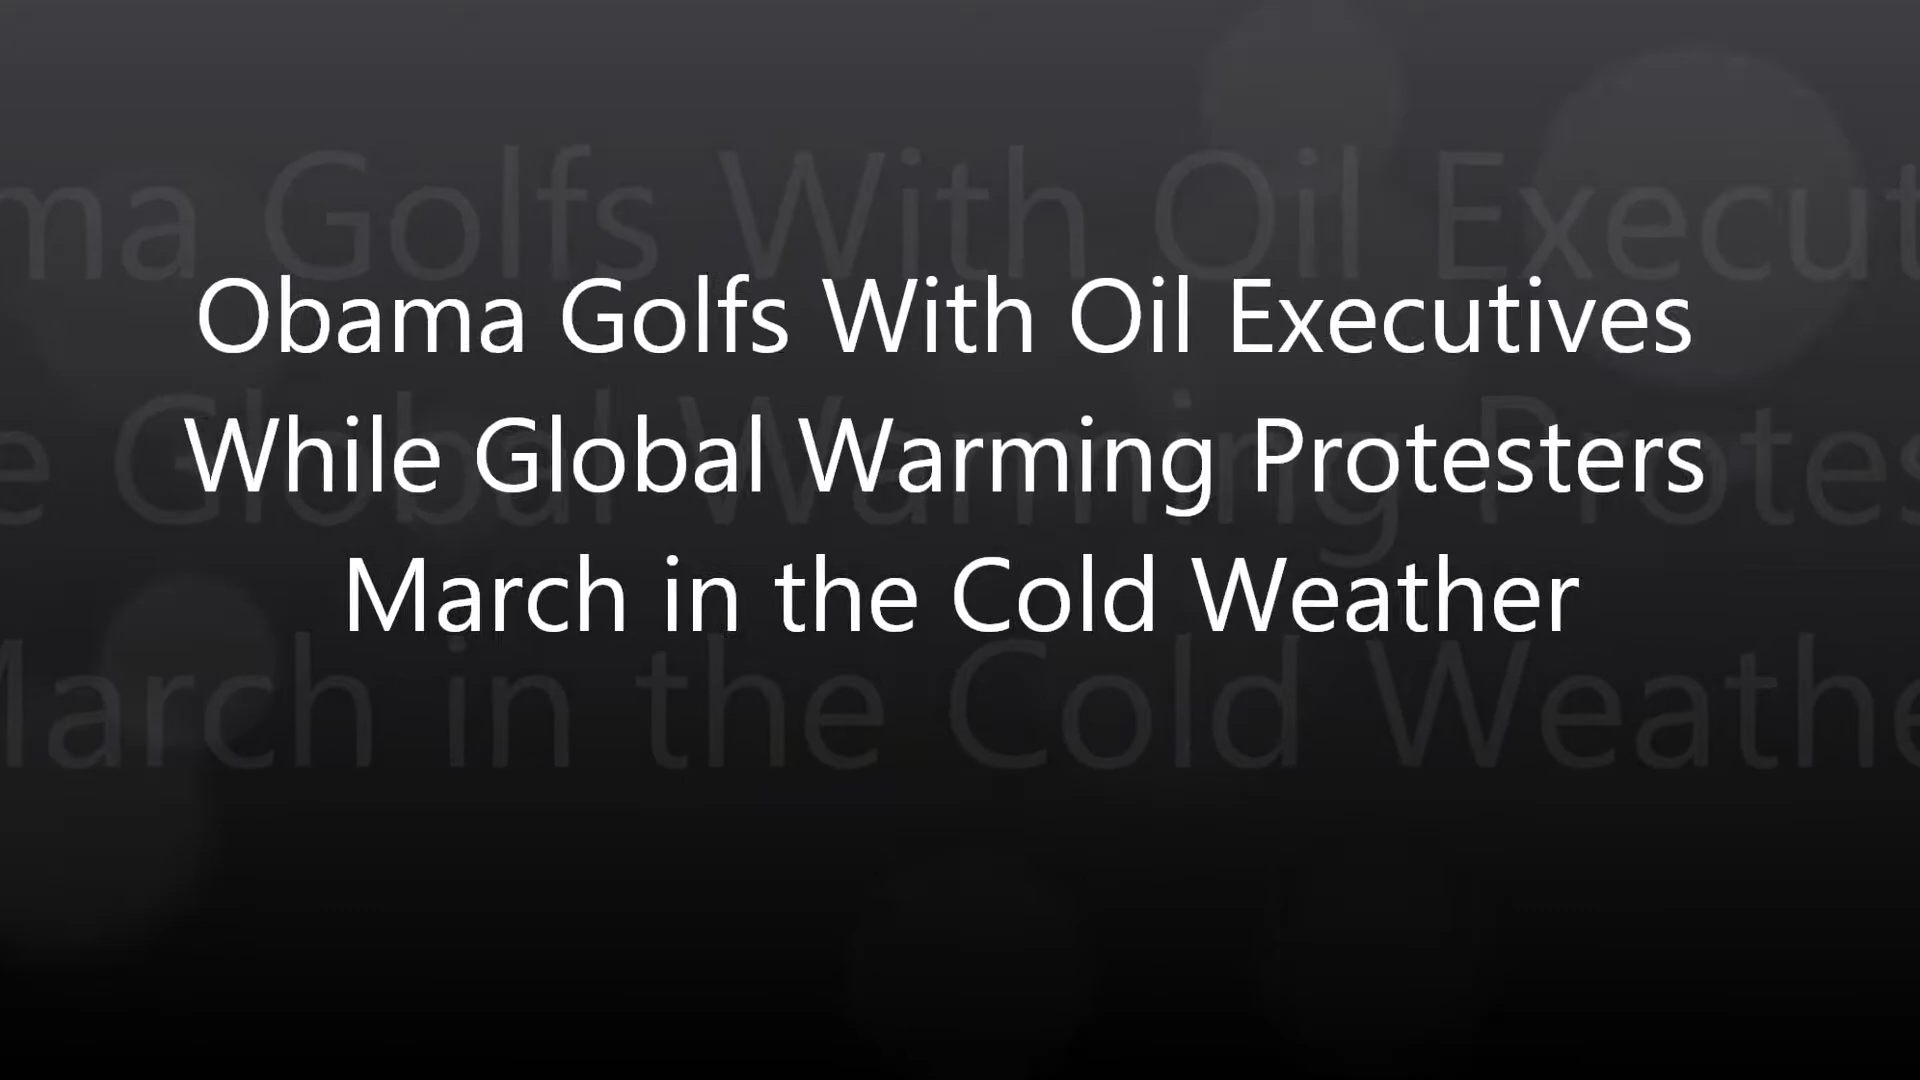 Obama Golfs With Oil Executives
While Global Warming Protesters
March in the Cold Weather